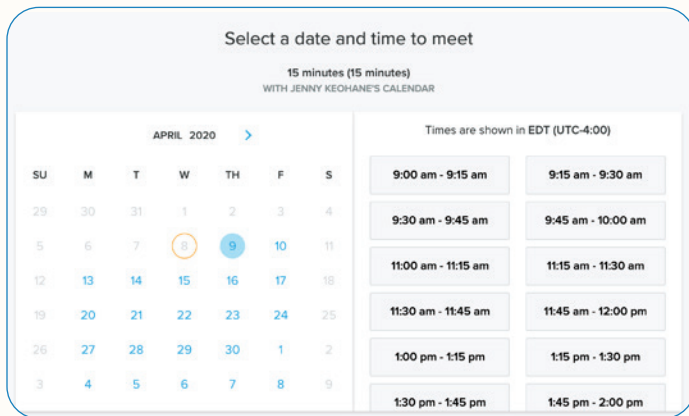 Select a date and time to meet
15 minutes (15 minutes)
WITH JENNY KEOHANE'S CALENDAR
APRIL 2020
SU M T W TH F S
29 30 31 1 2 3 4
5 6 7 8 9 10 11
12 13 14 15 16 17 18
19 20 21 22 23 24 25
26 27 28 29 30 1 2
3 4 5 6 7 8 9
Times are shown in EDT (UTC-4:00)
9:00 am - 9:15 am 9:15 am - 9:30 am
9:30 am - 9:45 am 9:45 am - 10:00 am
11:00 am - 11:15 am 11:15 am - 11:30 am
11:30 am - 11:45 am 11:45 am - 12:00 pm
1:00 pm - 1:15 pm 1:15 pm - 1:30 pm
1:30 pm - 1:45 pm 1:45 pm - 2:00 pm